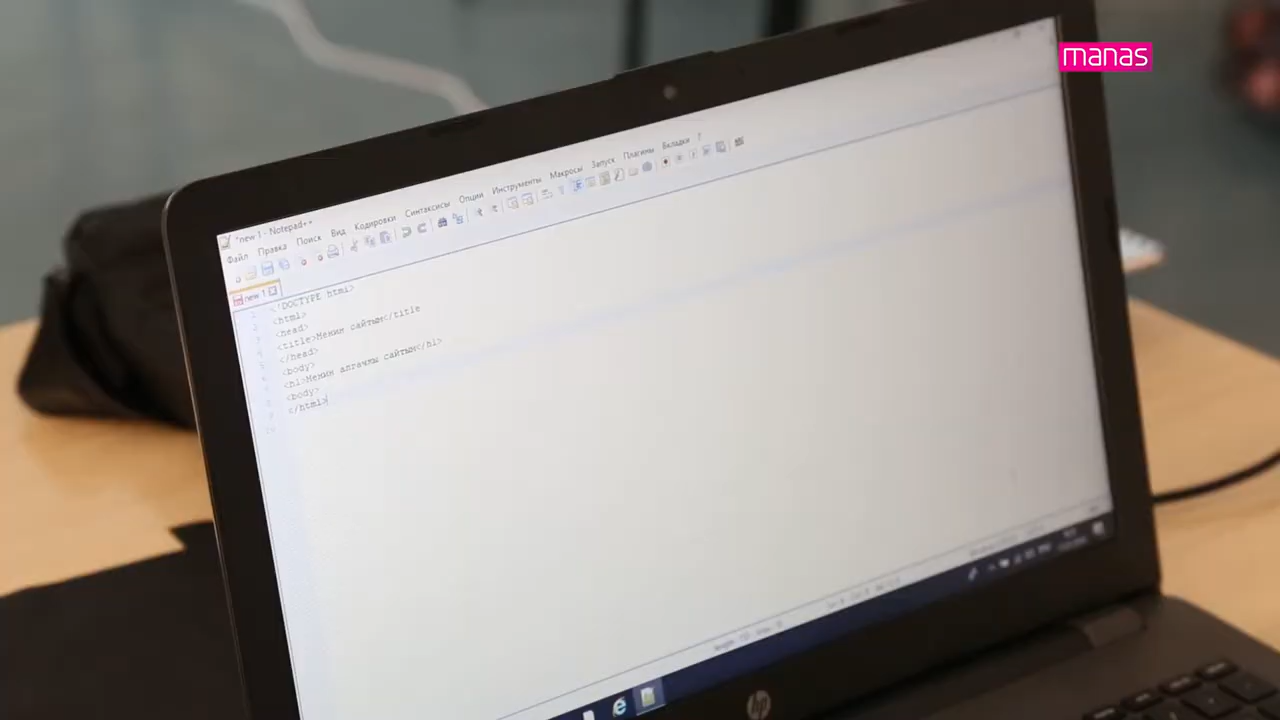 manas
*new 1 - Notepad++
Файл Правка Поиск Вид Кодировки Синтаксисы Опции Инструменты Макросы Запуск Плагины Вкладки ?
new 1
<!DOCTYPE html>
<html>
<head>
<title>Менин сайтым</title
</head>
<body>
<h1>Менин алгачкы сайтым</h1>
<body>
</html>
hp